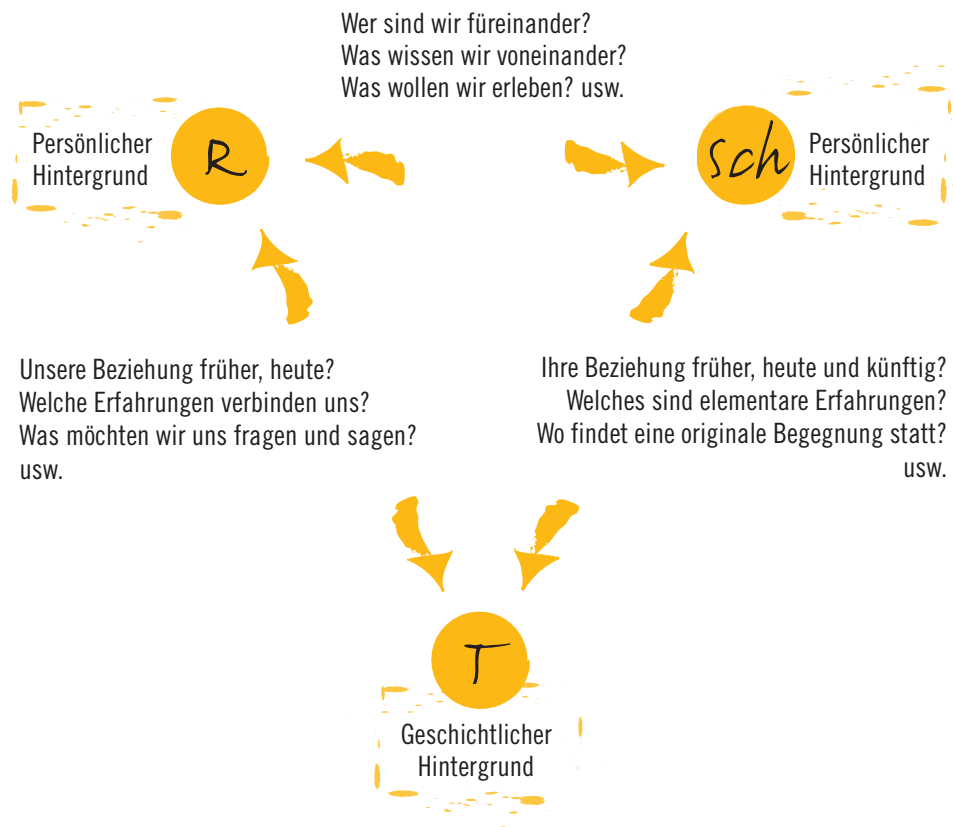 Wer sind wir füreinander?
Was wissen wir voneinander?
Was wollen wir erleben? usw.
Persönlicher
Hintergrund
R
Sch
Persönlicher
Hintergrund
Unsere Beziehung früher, heute?
Welche Erfahrungen verbinden uns?
Was möchten wir uns fragen und sagen?
usw.
Ihre Beziehung früher, heute und künftig?
Welches sind elementare Erfahrungen?
Wo findet eine originale Begegnung statt?
usw.
T
Geschichtlicher
Hintergrund